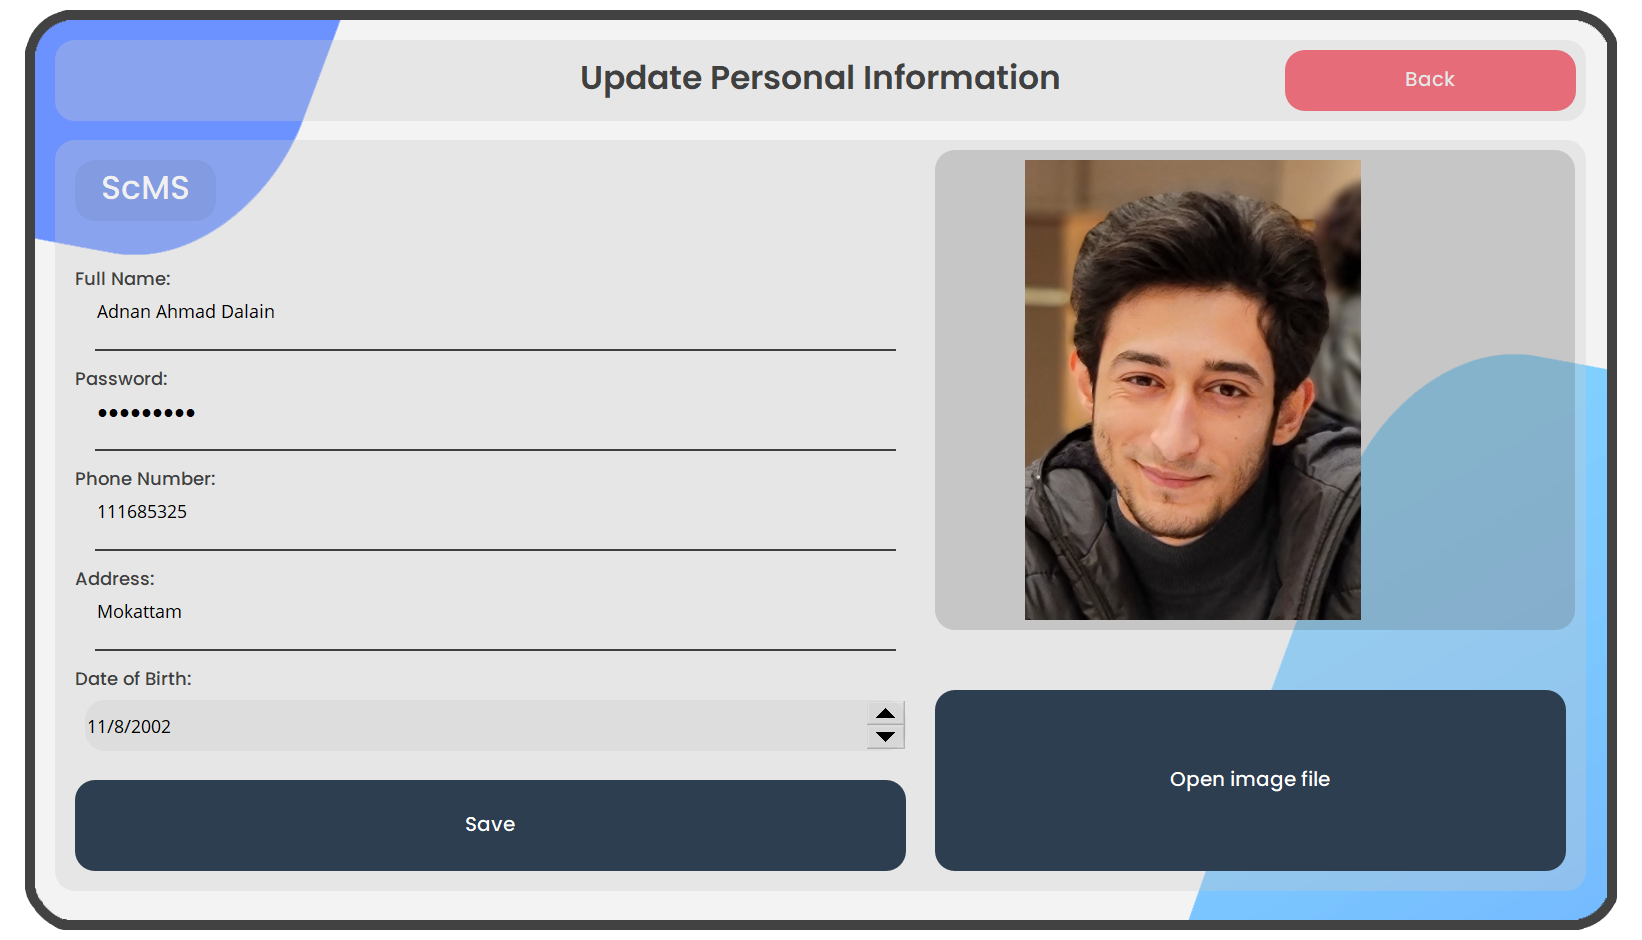 Update Personal Information
Back
ScMS
Full Name:
Adnan Ahmad Dalain
Password:
•••••••••
Phone Number:
111685325
Address:
Mokattam
Date of Birth:
11/8/2002
Save
Open image file